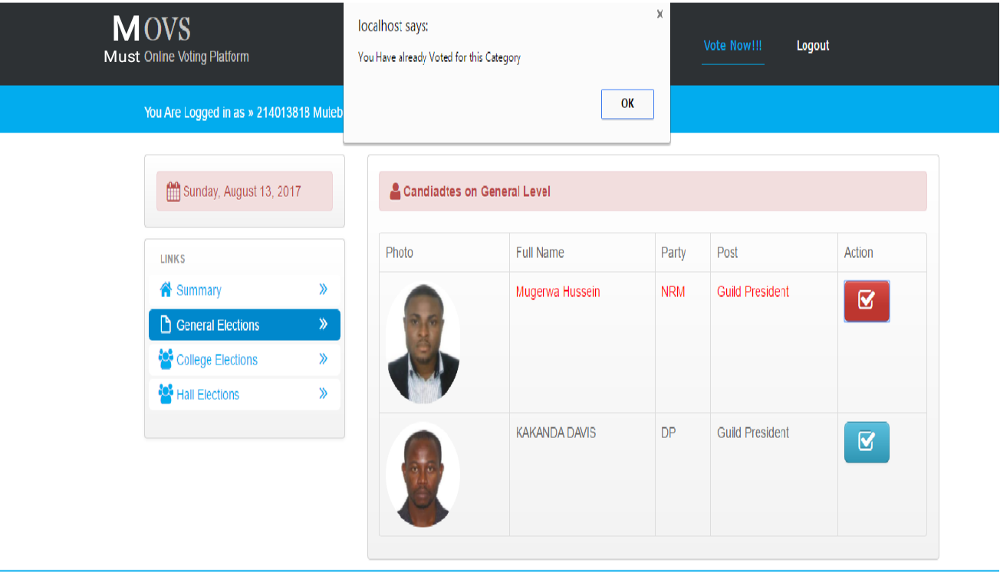 MOVS
Must Online Voting Platform
localhost says:
x
You Have already Voted for this Category
OK
Vote Now!!!
Logout
You Are Logged in as » 214013818 Muteb
Sunday, August 13, 2017
LINKS
Summary »
General Elections »
College Elections »
Hall Elections »
Candiadtes on General Level
Photo Full Name Party Post Action
Mugerwa Hussein NRM Guild President
KAKANDA DAVIS DP Guild President